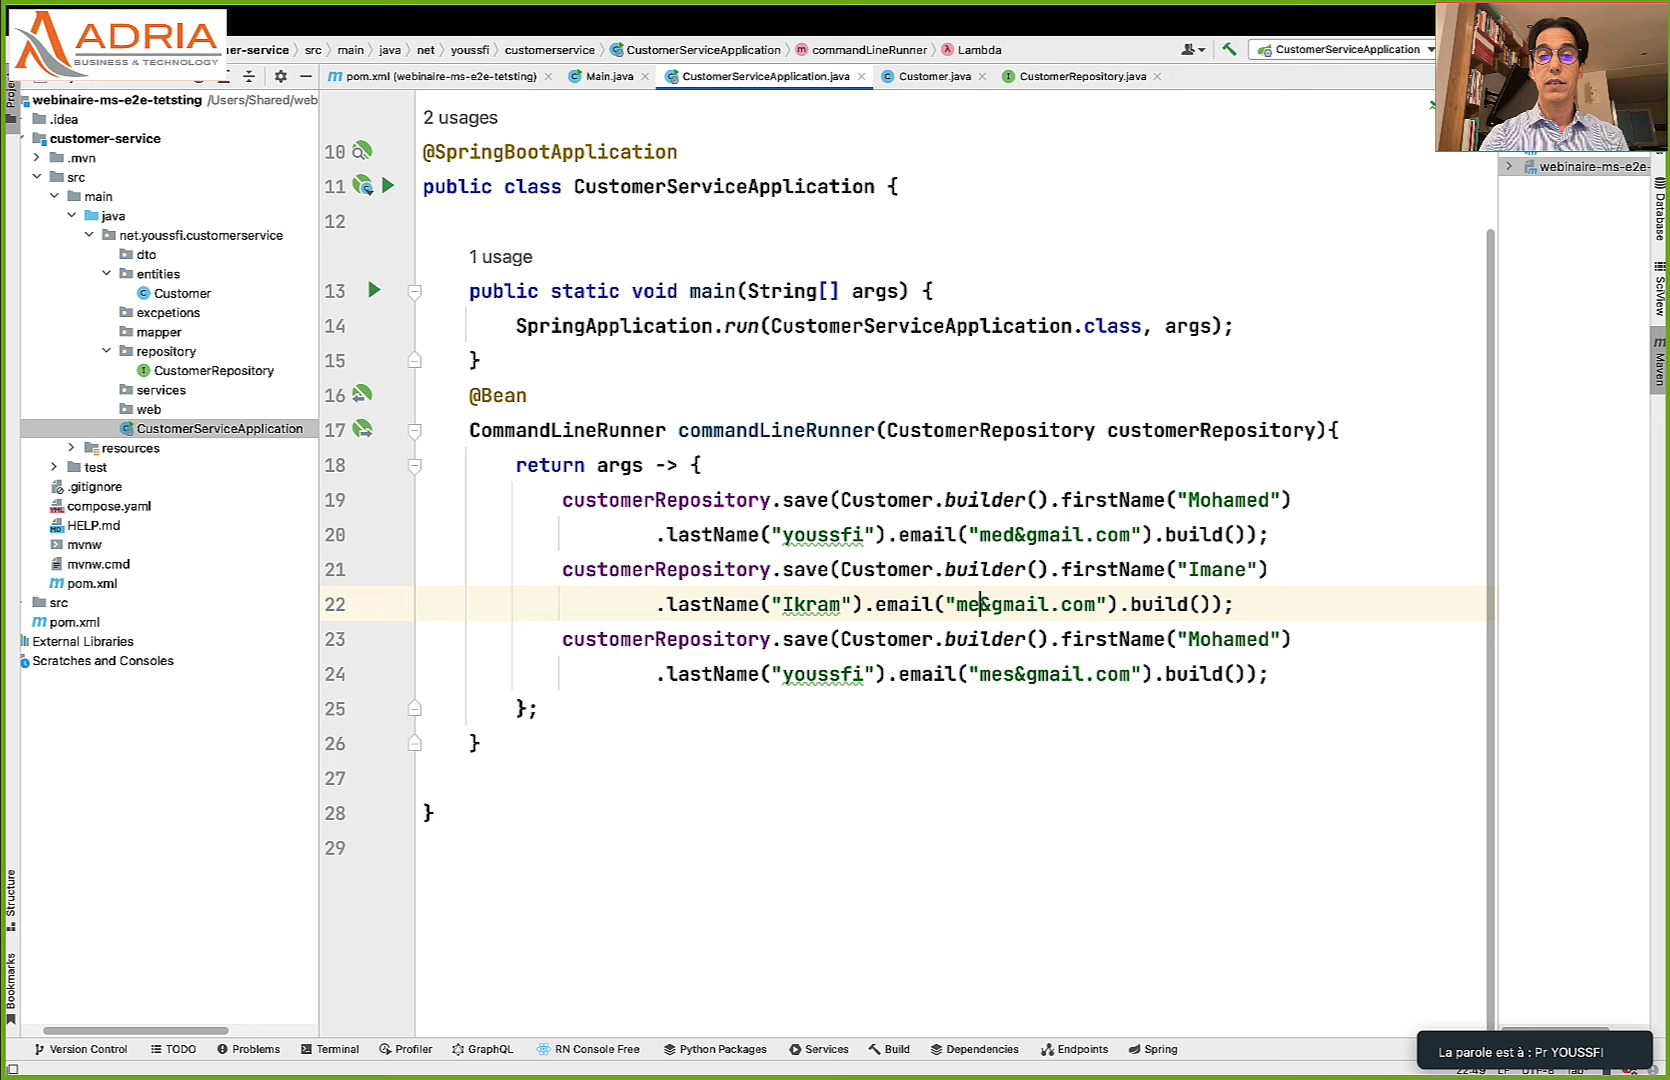 ADRIA
BUSINESS & TECHNOLOGY
er-service src main java net youssfi customerservice CustomerServiceApplication commandLineRunner Lambda
CustomerServiceApplication
pom.xml (webinaire-ms-e2e-tetsting) Main.java CustomerServiceApplication.java Customer.java CustomerRepository.java
webinaire-ms-e2e-tetsting /Users/Shared/web
.idea
customer-service
.mvn
src
main
java
net.youssfi.customerservice
dto
entities
Customer
excpetions
mapper
repository
CustomerRepository
services
web
CustomerServiceApplication
resources
test
.gitignore
compose.yaml
HELP.md
mvnw
mvnw.cmd
pom.xml
src
pom.xml
External Libraries
Scratches and Consoles
2 usages
10 @SpringBootApplication
11 public class CustomerServiceApplication {
12
1 usage
13 public static void main(String[] args) {
14 SpringApplication.run(CustomerServiceApplication.class, args);
15 }
16 @Bean
17 CommandLineRunner commandLineRunner(CustomerRepository customerRepository){
18 return args -> {
19 customerRepository.save(Customer.builder().firstName("Mohamed")
20 .lastName("youssfi").email("med&gmail.com").build());
21 customerRepository.save(Customer.builder().firstName("Imane")
22 .lastName("Ikram").email("me&gmail.com").build());
23 customerRepository.save(Customer.builder().firstName("Mohamed")
24 .lastName("youssfi").email("mes&gmail.com").build());
25 };
26 }
27
28 }
29
webinaire-ms-e2e-
Database
SciView
Maven
Structure
Bookmarks
Version Control TODO Problems Terminal Profiler GraphQL RN Console Free Python Packages Services Build Dependencies Endpoints Spring
La parole est à : Pr YOUSSFI